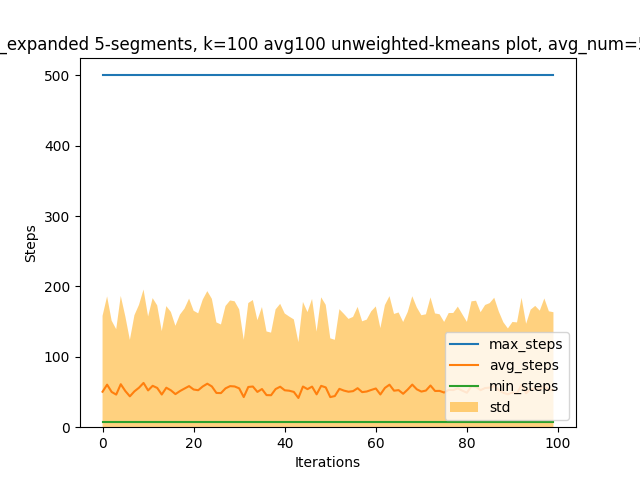 _expanded 5-segments, k=100 avg100 unweighted-kmeans plot, avg_num=5
500
400
300
200
100
0
Steps
0 20 40 60 80 100
Iterations
max_steps
avg_steps
min_steps
std